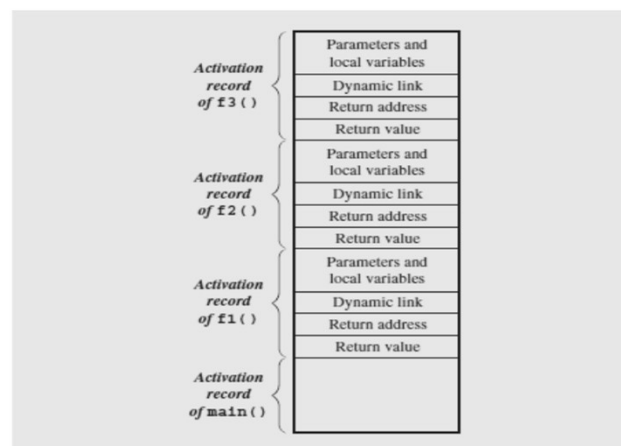 Activation
record
of f3()
Parameters and
local variables
Dynamic link
Return address
Return value
Activation
record
of f2()
Parameters and
local variables
Dynamic link
Return address
Return value
Activation
record
of f1()
Parameters and
local variables
Dynamic link
Return address
Return value
Activation
record
of main()